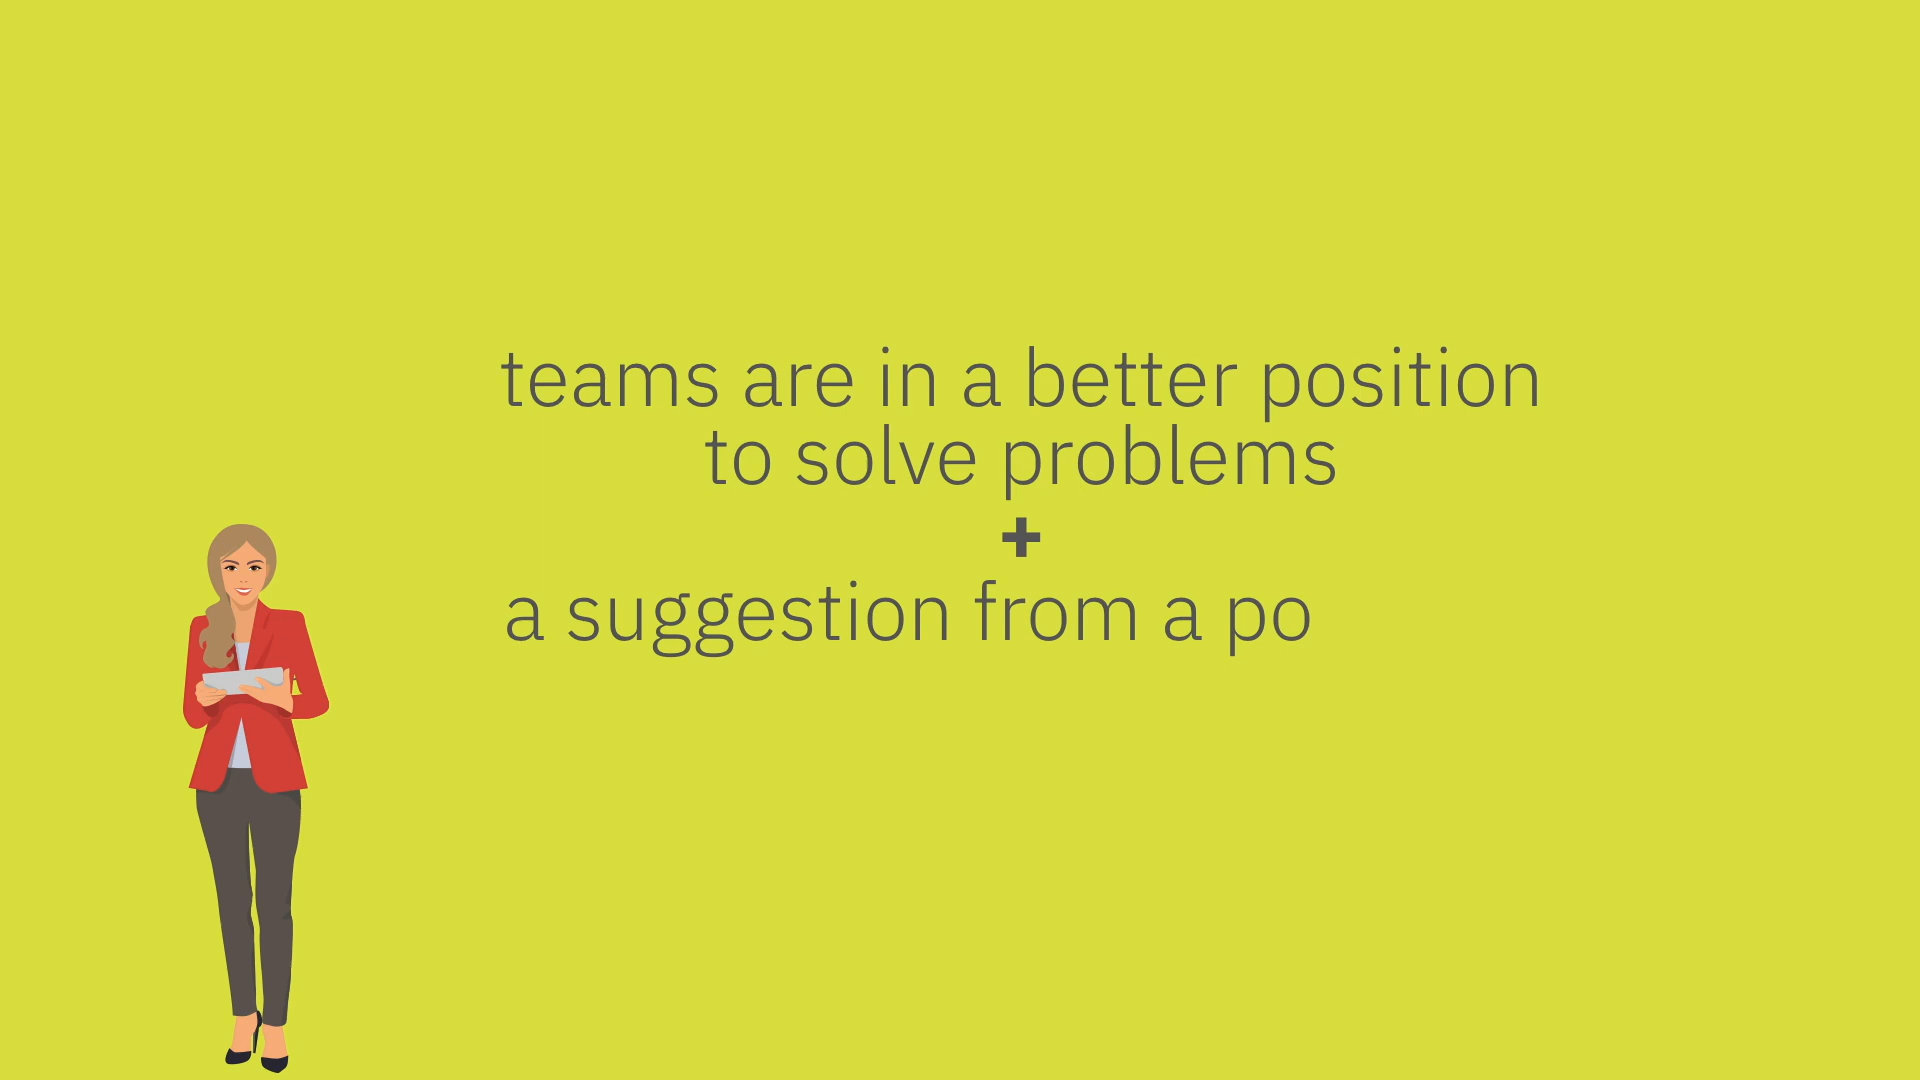 teams are in a better position
to solve problems
+
a suggestion from a po